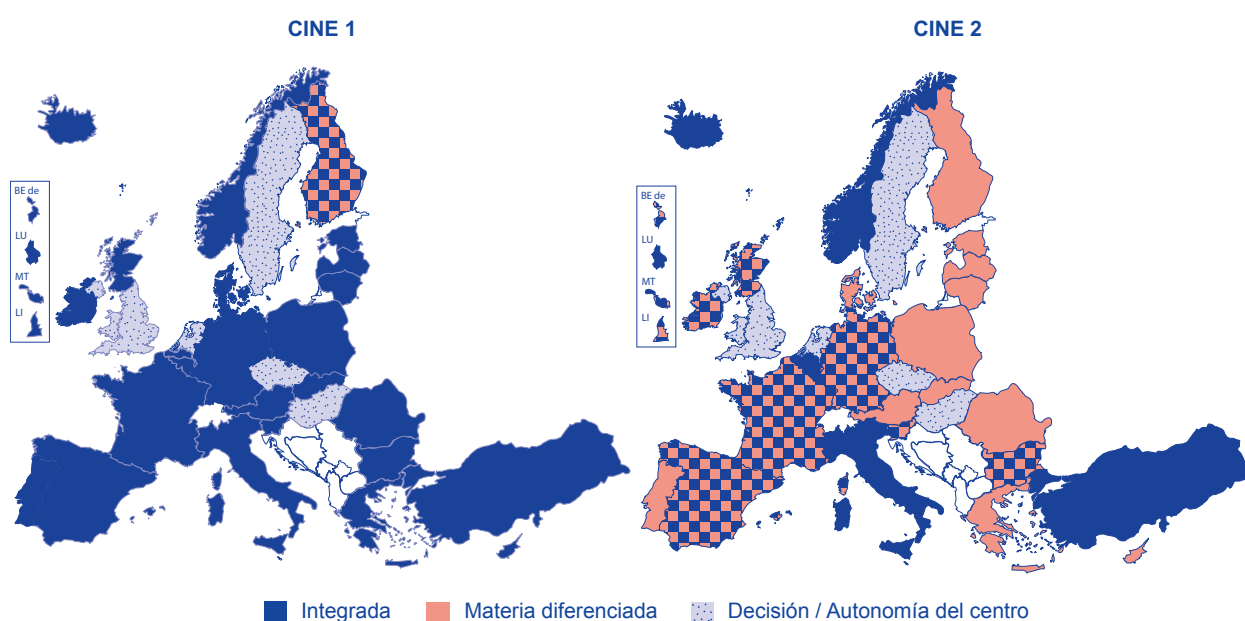 CINE 1
CINE 2
BE de
LU
MT
LI
BE de
LU
MT
LI
Integrada
Materia diferenciada
Decisión / Autonomía del centro